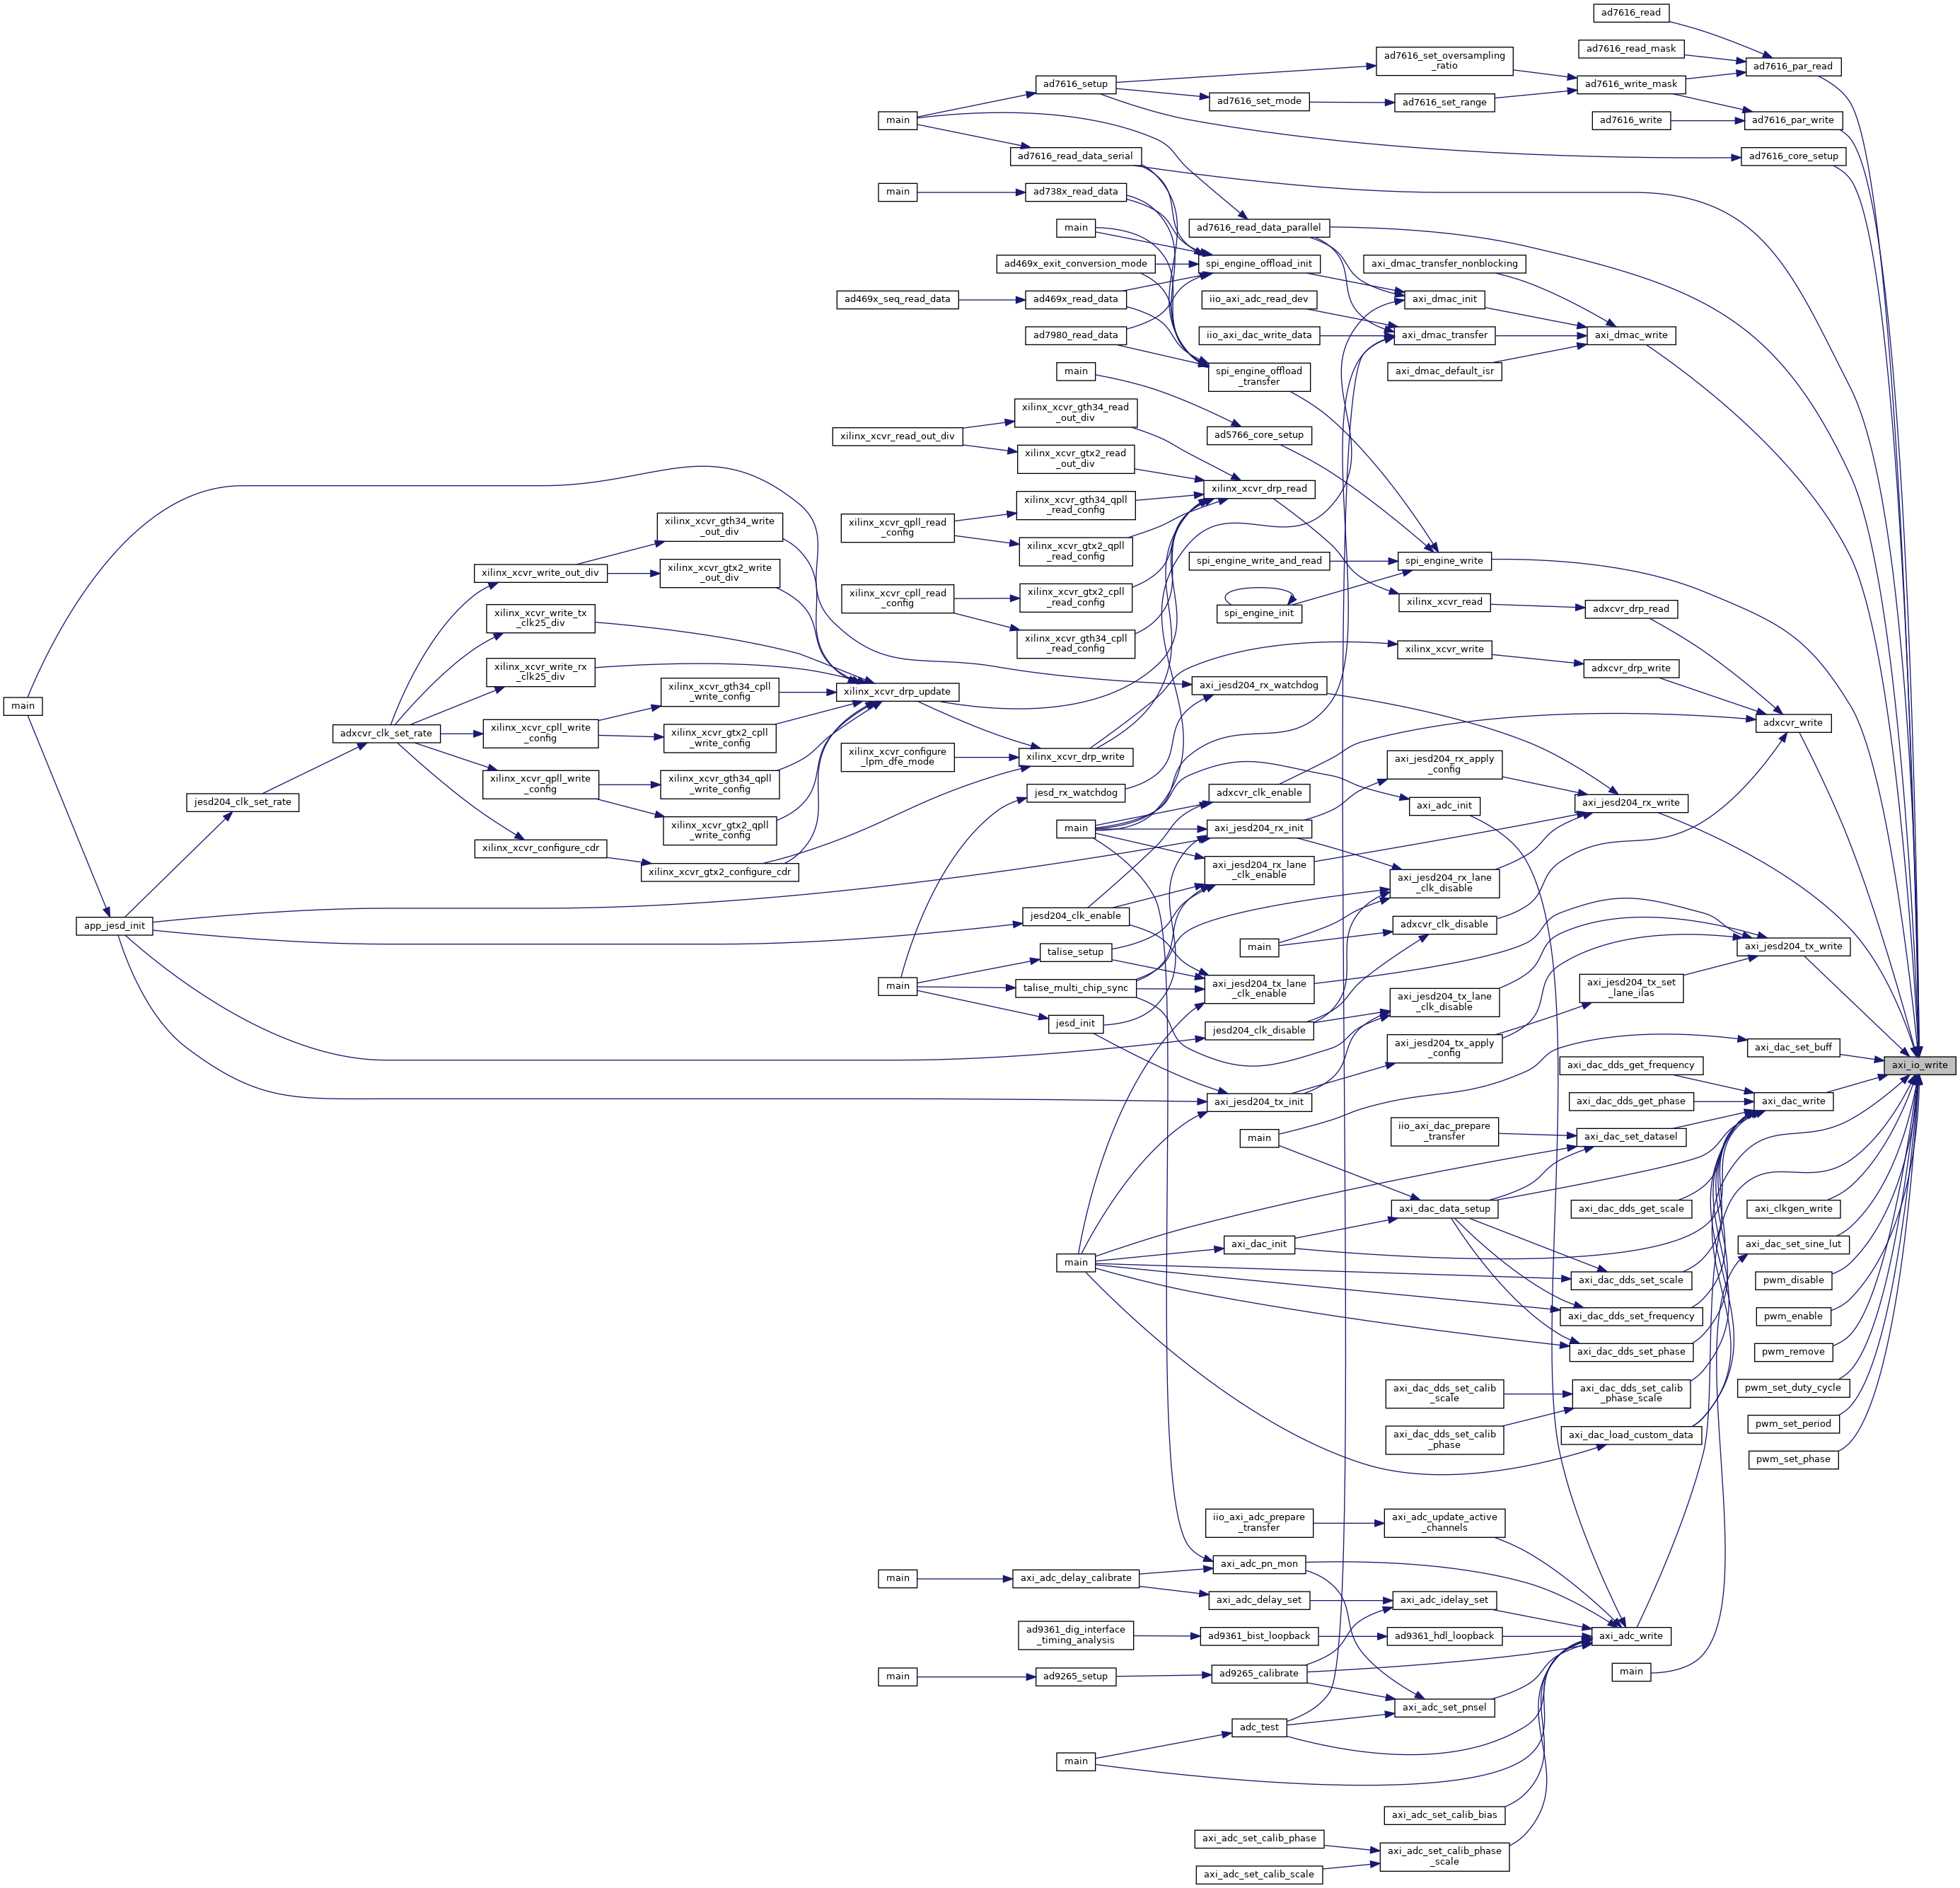 ad7616_read
ad7616_read_mask
ad7616_set_oversampling
_ratio
ad7616_par_read
ad7616_setup
ad7616_write_mask
ad7616_set_mode
ad7616_set_range
main
ad7616_write
ad7616_par_write
ad7616_read_data_serial
ad7616_core_setup
main
ad738x_read_data
main
ad7616_read_data_parallel
ad469x_exit_conversion_mode
spi_engine_offload_init
axi_dmac_transfer_nonblocking
ad469x_seq_read_data
ad469x_read_data
iio_axi_adc_read_dev
axi_dmac_init
ad7980_read_data
iio_axi_dac_write_data
axi_dmac_transfer
axi_dmac_write
main
spi_engine_offload
_transfer
axi_dmac_default_isr
xilinx_xcvr_gth34_read
_out_div
xilinx_xcvr_read_out_div
ad5766_core_setup
xilinx_xcvr_gtx2_read
_out_div
xilinx_xcvr_drp_read
xilinx_xcvr_gth34_qpll
_read_config
xilinx_xcvr_gth34_write
_out_div
xilinx_xcvr_qpll_read
_config
xilinx_xcvr_gtx2_qpll
_read_config
xilinx_xcvr_write_out_div
xilinx_xcvr_gtx2_write
_out_div
spi_engine_write_and_read
spi_engine_write
xilinx_xcvr_cpll_read
_config
xilinx_xcvr_gtx2_cpll
_read_config
xilinx_xcvr_read
adxcvr_drp_read
spi_engine_init
xilinx_xcvr_write_tx
_clk25_div
xilinx_xcvr_gth34_cpll
_read_config
xilinx_xcvr_write
xilinx_xcvr_write_rx
_clk25_div
adxcvr_drp_write
xilinx_xcvr_gth34_cpll
_write_config
xilinx_xcvr_drp_update
axi_jesd204_rx_watchdog
main
adxcvr_clk_set_rate
xilinx_xcvr_cpll_write
_config
xilinx_xcvr_gtx2_cpll
_write_config
adxcvr_write
xilinx_xcvr_configure
_lpm_dfe_mode
xilinx_xcvr_drp_write
axi_jesd204_rx_apply
_config
xilinx_xcvr_qpll_write
_config
xilinx_xcvr_gth34_qpll
_write_config
jesd_rx_watchdog
adxcvr_clk_enable
jesd204_clk_set_rate
axi_adc_init
axi_jesd204_rx_write
xilinx_xcvr_gtx2_qpll
_write_config
main
axi_jesd204_rx_init
xilinx_xcvr_configure_cdr
xilinx_xcvr_gtx2_configure_cdr
axi_jesd204_rx_lane
_clk_enable
axi_jesd204_rx_lane
_clk_disable
app_jesd_init
jesd204_clk_enable
adxcvr_clk_disable
talise_setup
main
axi_jesd204_tx_write
main
talise_multi_chip_sync
axi_jesd204_tx_lane
_clk_enable
axi_jesd204_tx_set
_lane_ilas
axi_jesd204_tx_lane
_clk_disable
jesd_init
jesd204_clk_disable
axi_jesd204_tx_apply
_config
axi_dac_set_buff
axi_dac_dds_get_frequency
axi_io_write
axi_jesd204_tx_init
axi_dac_dds_get_phase
axi_dac_write
iio_axi_dac_prepare
_transfer
main
axi_dac_set_datasel
axi_dac_data_setup
axi_dac_dds_get_scale
axi_clkgen_write
axi_dac_init
axi_dac_set_sine_lut
main
axi_dac_dds_set_scale
pwm_disable
axi_dac_dds_set_frequency
pwm_enable
axi_dac_dds_set_phase
pwm_remove
axi_dac_dds_set_calib
_scale
axi_dac_dds_set_calib
_phase_scale
pwm_set_duty_cycle
axi_dac_dds_set_calib
_phase
axi_dac_load_custom_data
pwm_set_period
pwm_set_phase
iio_axi_adc_prepare
_transfer
axi_adc_update_active
_channels
axi_adc_pn_mon
main
axi_adc_delay_calibrate
axi_adc_delay_set
axi_adc_idelay_set
ad9361_dig_interface
_timing_analysis
ad9361_bist_loopback
ad9361_hdl_loopback
axi_adc_write
main
ad9265_setup
ad9265_calibrate
main
axi_adc_set_pnsel
adc_test
main
axi_adc_set_calib_bias
axi_adc_set_calib_phase
axi_adc_set_calib_phase
_scale
axi_adc_set_calib_scale